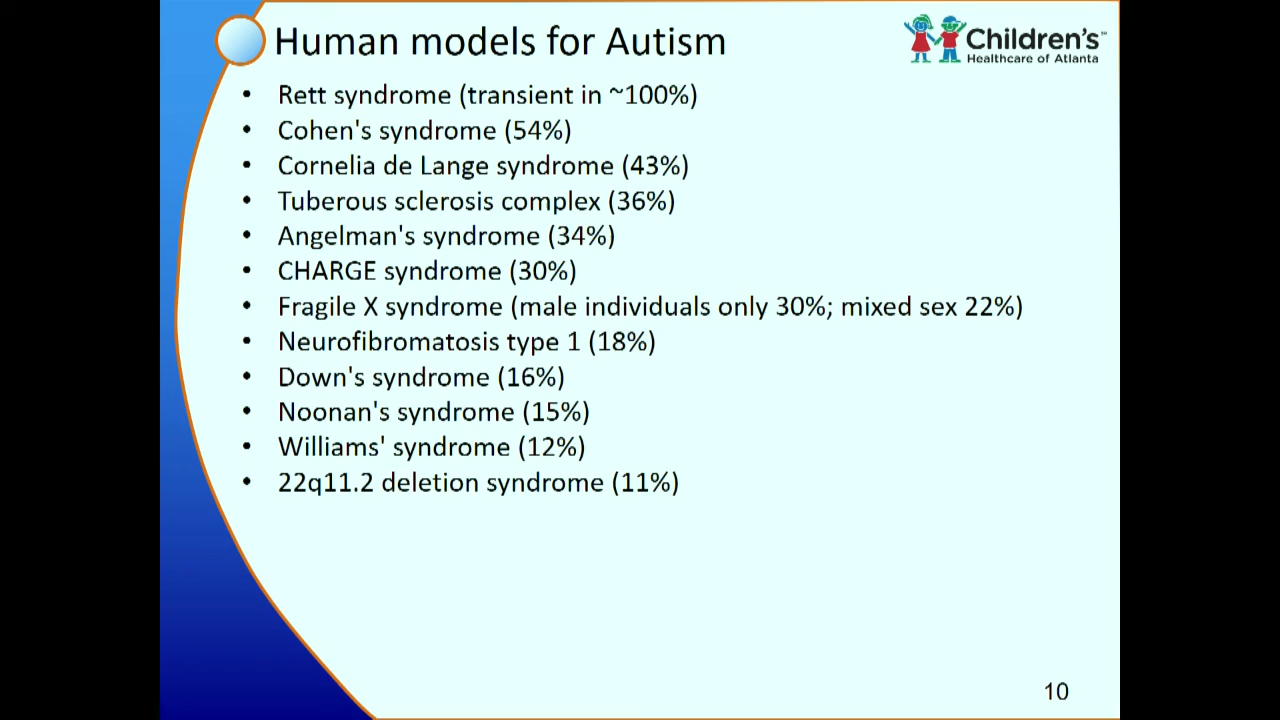 Human models for Autism
Children's™
Healthcare of Atlanta
• Rett syndrome (transient in ~100%)
• Cohen's syndrome (54%)
• Cornelia de Lange syndrome (43%)
• Tuberous sclerosis complex (36%)
• Angelman's syndrome (34%)
• CHARGE syndrome (30%)
• Fragile X syndrome (male individuals only 30%; mixed sex 22%)
• Neurofibromatosis type 1 (18%)
• Down's syndrome (16%)
• Noonan's syndrome (15%)
• Williams' syndrome (12%)
• 22q11.2 deletion syndrome (11%)
10